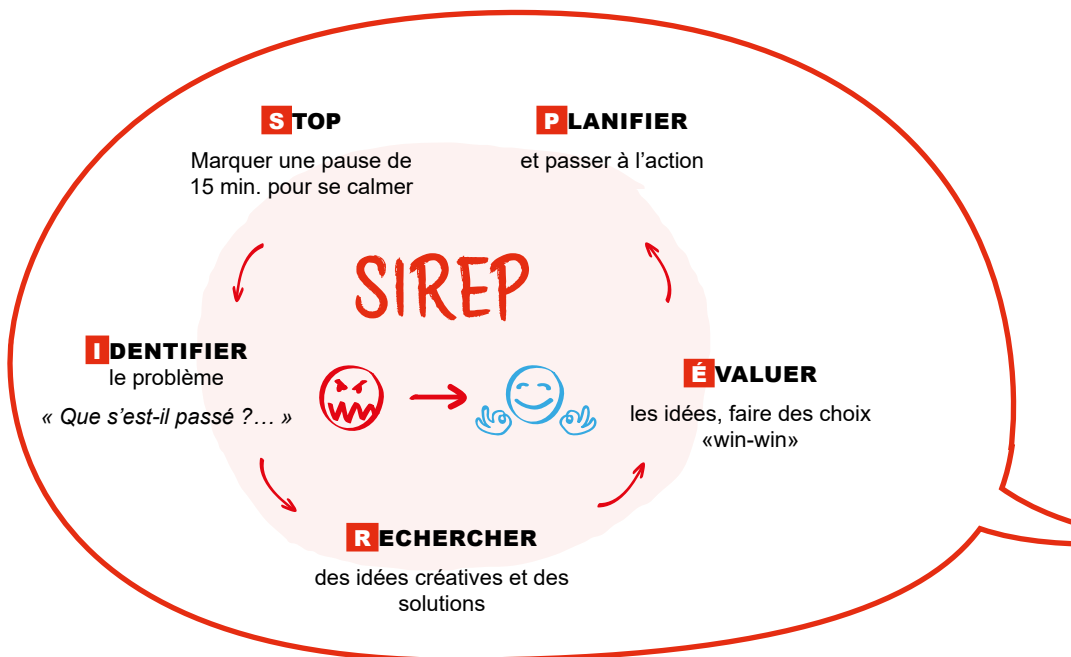 STOP
Marquer une pause de
15 min. pour se calmer
PLANIFIER
et passer à l’action
SIREP
IDENTIFIER
le problème
« Que s’est-il passé ?… »
ÉVALUER
les idées, faire des choix
«win-win»
RECHERCHER
des idées créatives et des
solutions